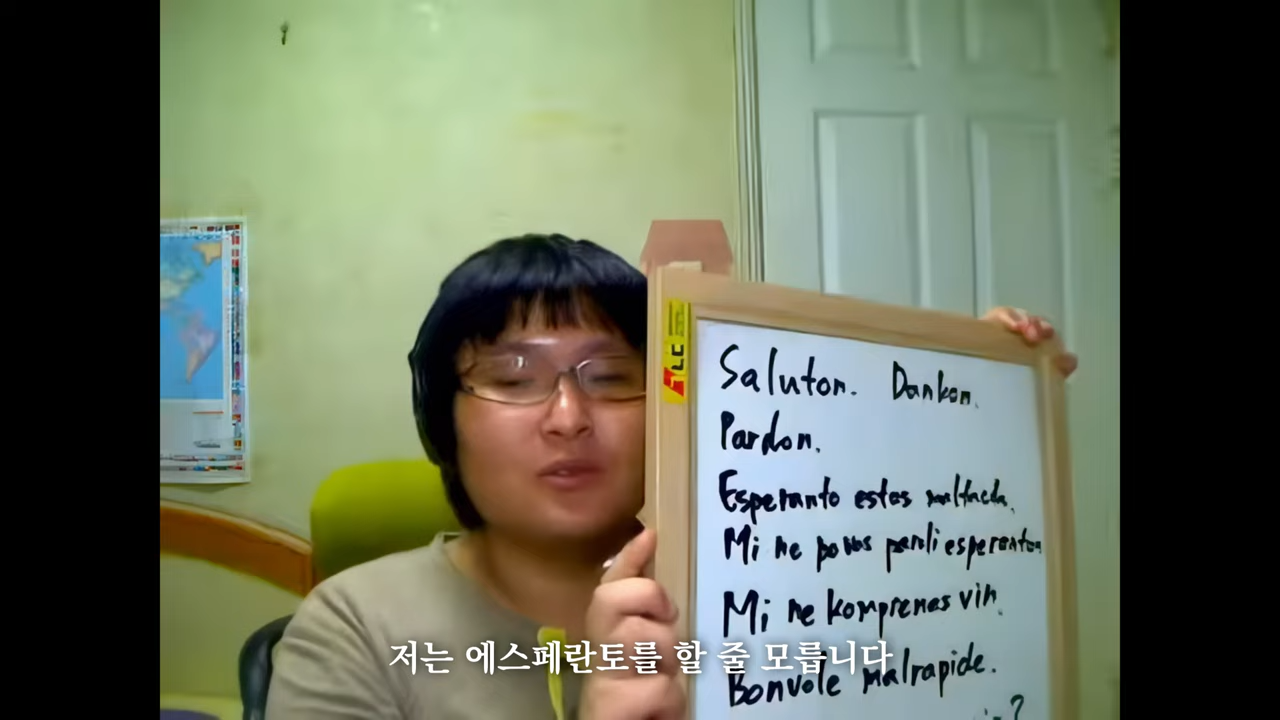 Saluton. Dankon.
Pardon.
Esperanto estas malfacila.
Mi ne povas paroli esperanton
Mi ne komprenas vin.
Bonvole malrapide.
저는 에스페란토를 할 줄 모릅니다